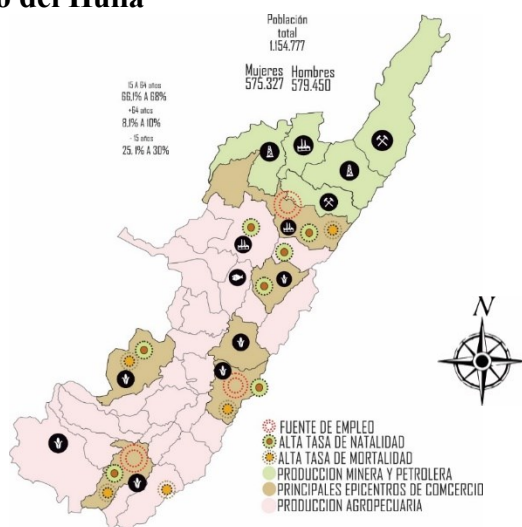 Población
total
1.154.777
Mujeres Hombres
575.327 579.450
15 A 64 años
66,1% A 68%
+64 años
8,1% A 10%
- 15 años
25,1% A 30%
N
FUENTE DE EMPLEO
ALTA TASA DE NATALIDAD
ALTA TASA DE MORTALIDAD
PRODUCCION MINERA Y PETROLERA
PRINCIPALES EPICENTROS DE COMCERCIO
PRODUCCION AGROPECUARIA